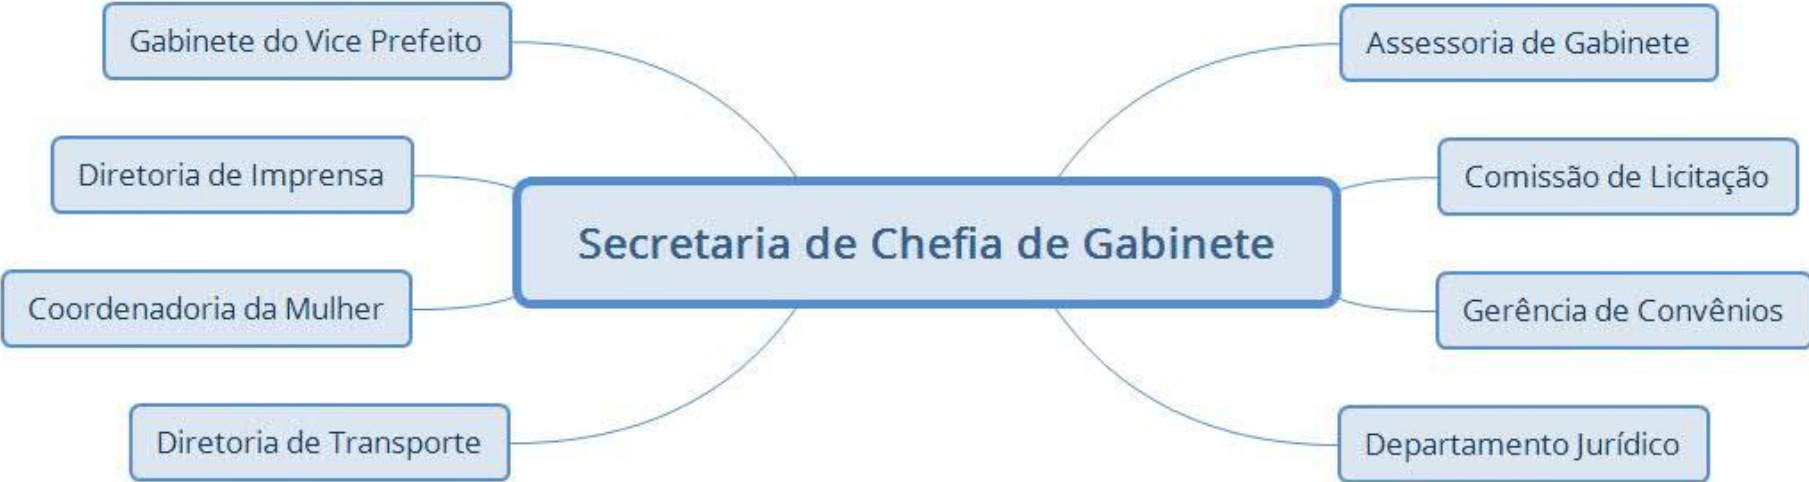 Gabinete do Vice Prefeito
Assessoria de Gabinete
Diretoria de Imprensa
Comissão de Licitação
Secretaria de Chefia de Gabinete
Coordenadoria da Mulher
Gerência de Convênios
Diretoria de Transporte
Departamento Jurídico